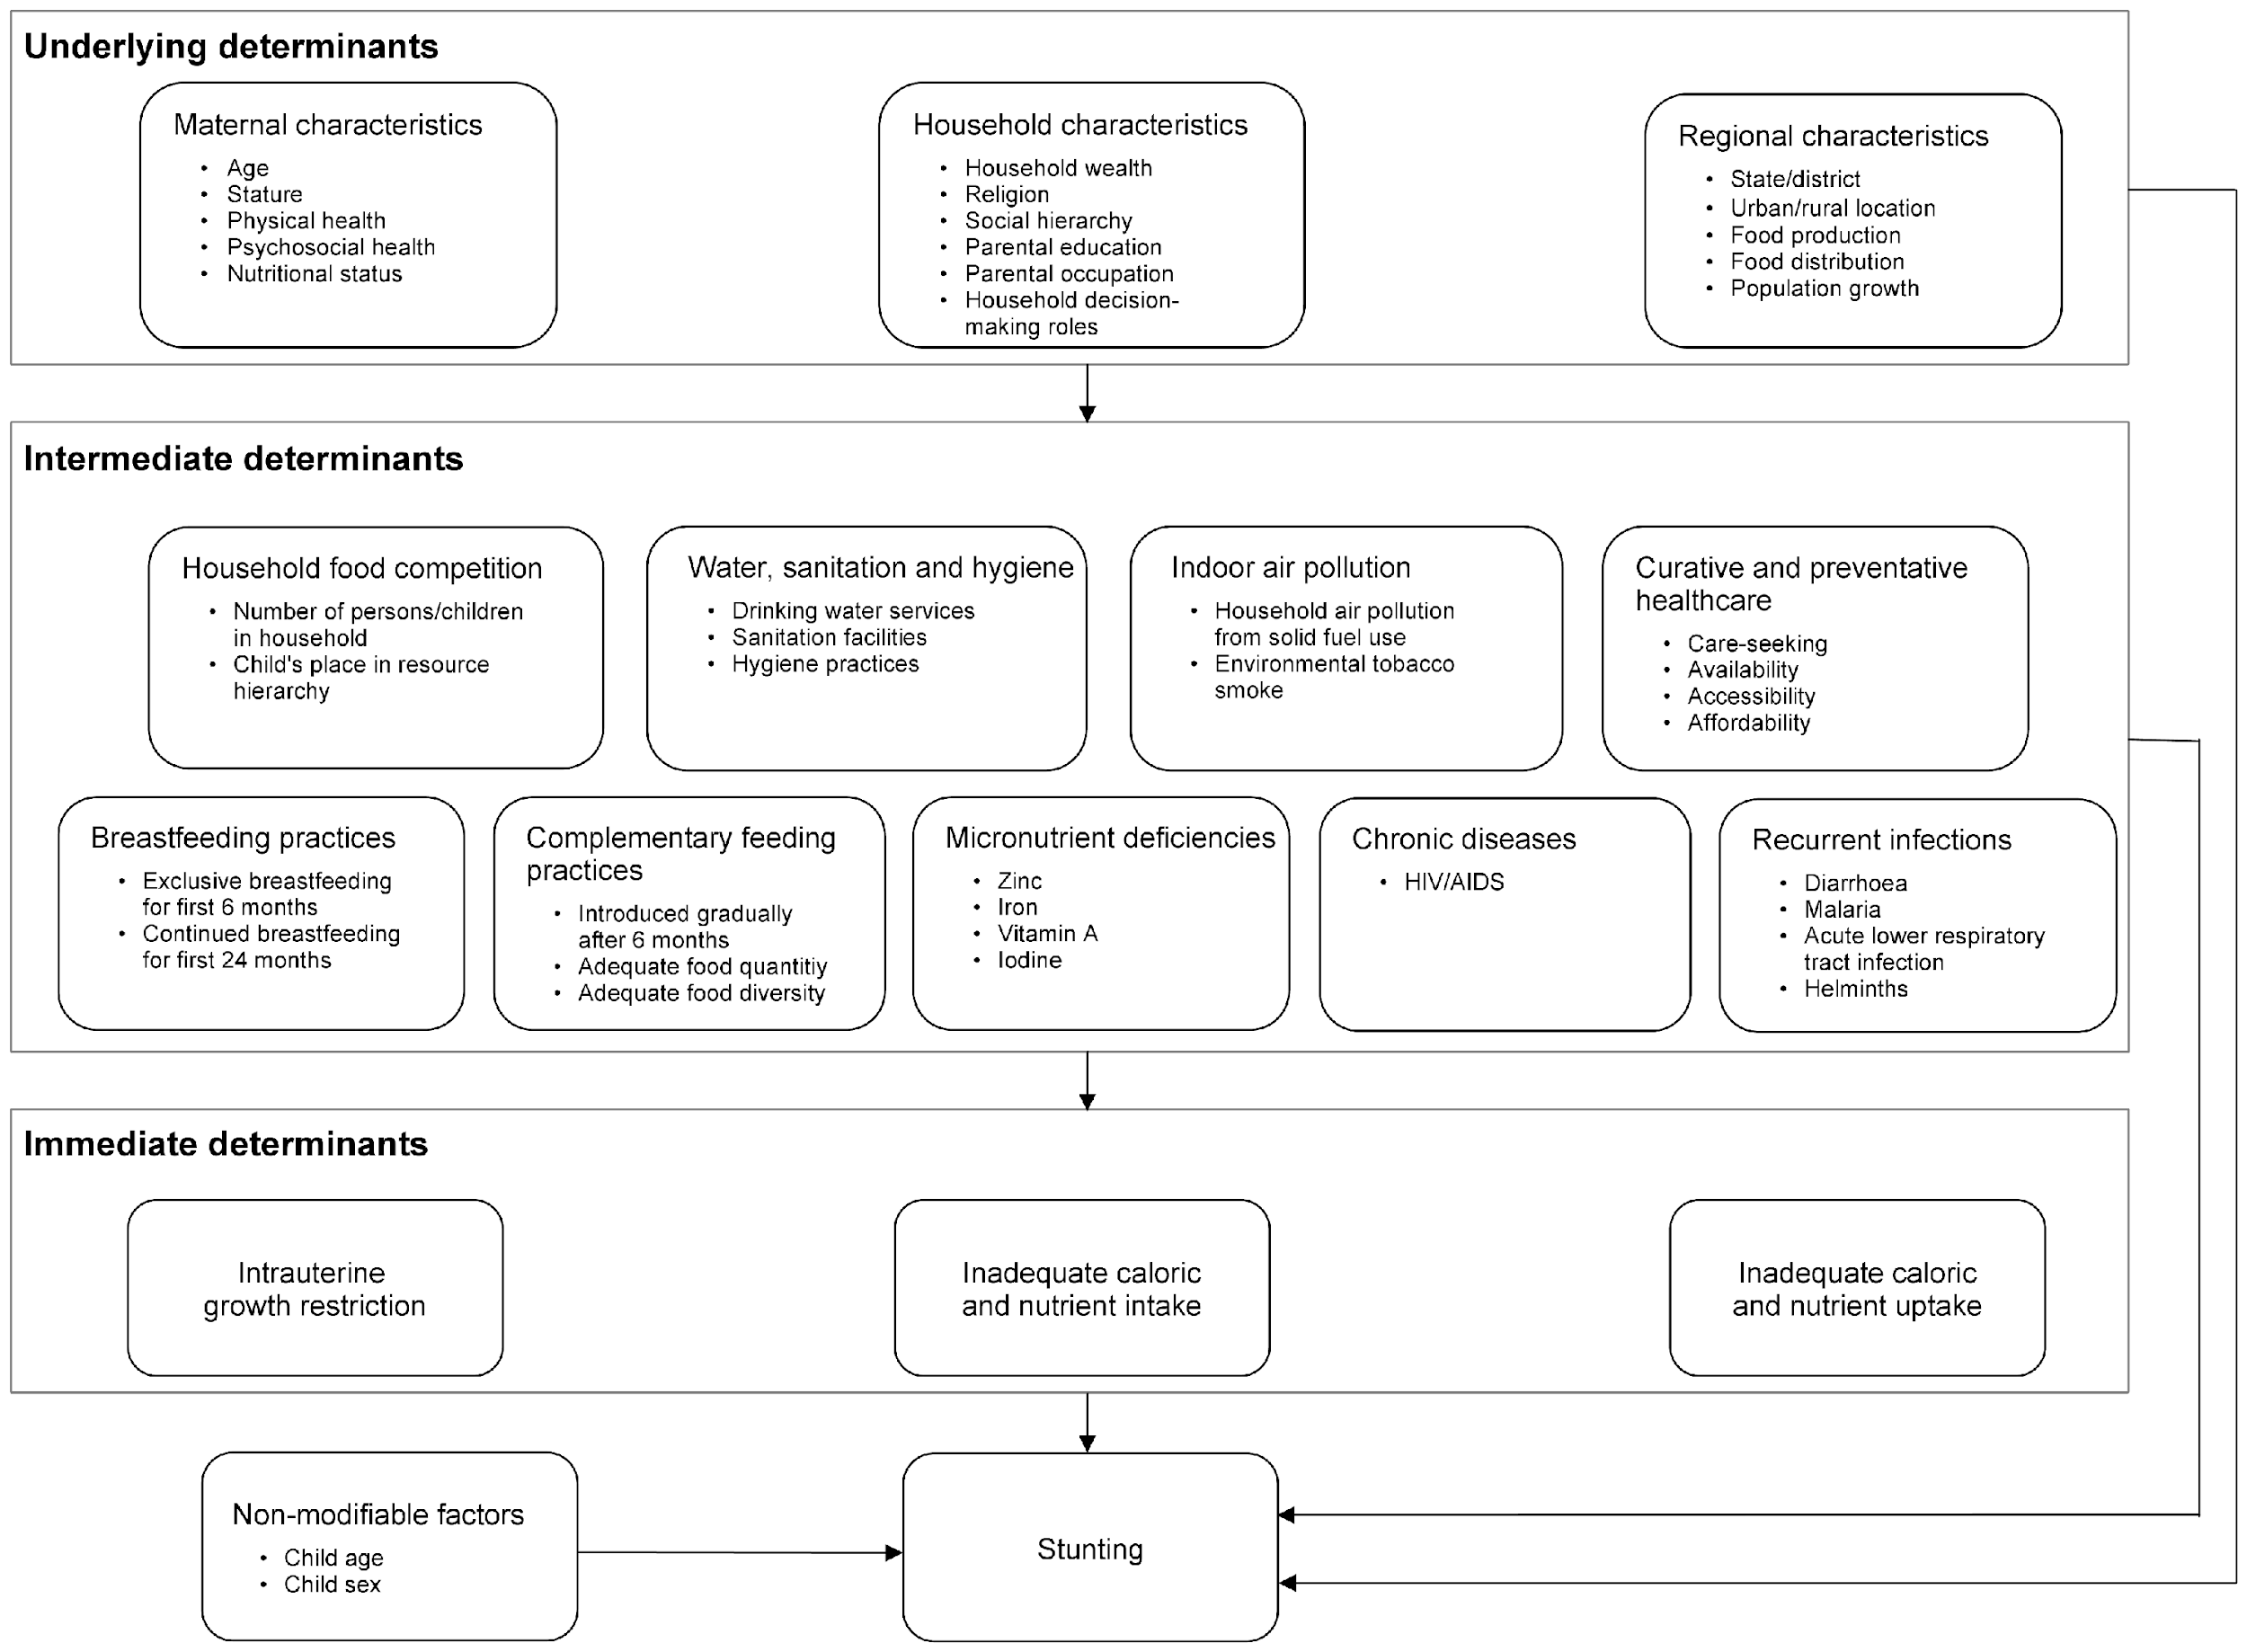 Underlying determinants
Maternal characteristics
• Age
• Stature
• Physical health
• Psychosocial health
• Nutritional status
Household characteristics
• Household wealth
• Religion
• Social hierarchy
• Parental education
• Parental occupation
• Household decision-
making roles
Regional characteristics
• State/district
• Urban/rural location
• Food production
• Food distribution
• Population growth
Intermediate determinants
Household food competition
• Number of persons/children
in household
• Child's place in resource
hierarchy
Water, sanitation and hygiene
• Drinking water services
• Sanitation facilities
• Hygiene practices
Indoor air pollution
• Household air pollution
from solid fuel use
• Environmental tobacco
smoke
Curative and preventative
healthcare
• Care-seeking
• Availability
• Accessibility
• Affordability
Breastfeeding practices
• Exclusive breastfeeding
for first 6 months
• Continued breastfeeding
for first 24 months
Complementary feeding
practices
• Introduced gradually
after 6 months
• Adequate food quantitiy
• Adequate food diversity
Micronutrient deficiencies
• Zinc
• Iron
• Vitamin A
• Iodine
Chronic diseases
• HIV/AIDS
Recurrent infections
• Diarrhoea
• Malaria
• Acute lower respiratory
tract infection
• Helminths
Immediate determinants
Intrauterine
growth restriction
Inadequate caloric
and nutrient intake
Inadequate caloric
and nutrient uptake
Non-modifiable factors
• Child age
• Child sex
Stunting